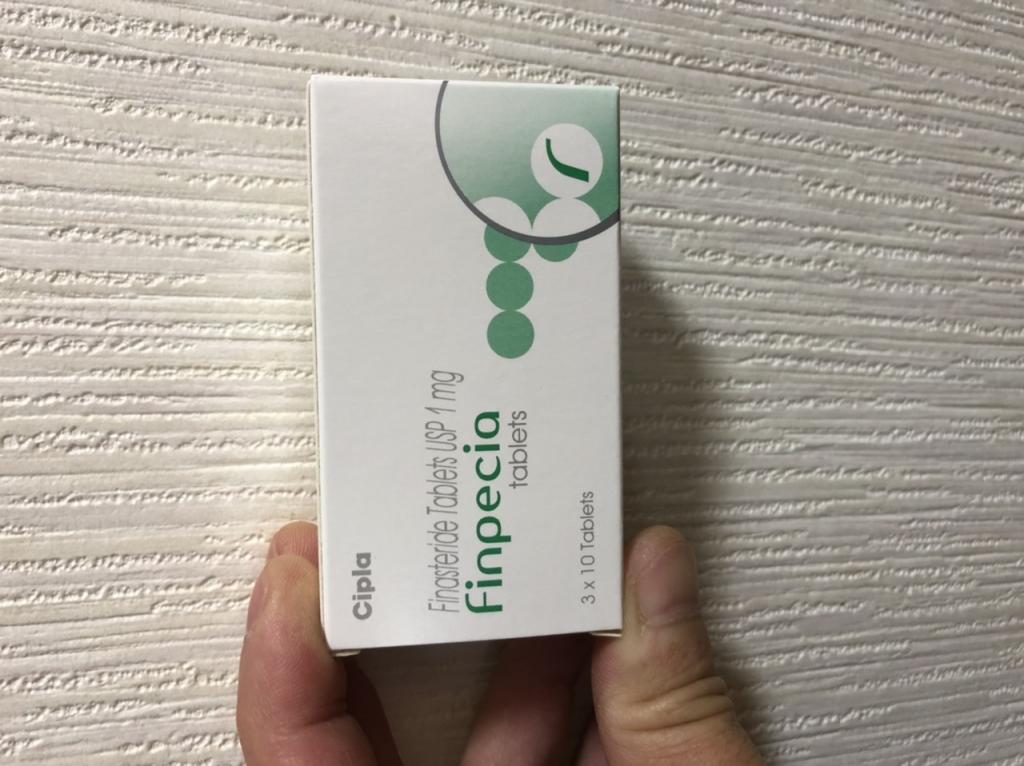 Cipla
Finasteride Tablets USP 1 mg
Finpecia
tablets
3 x 10 Tablets